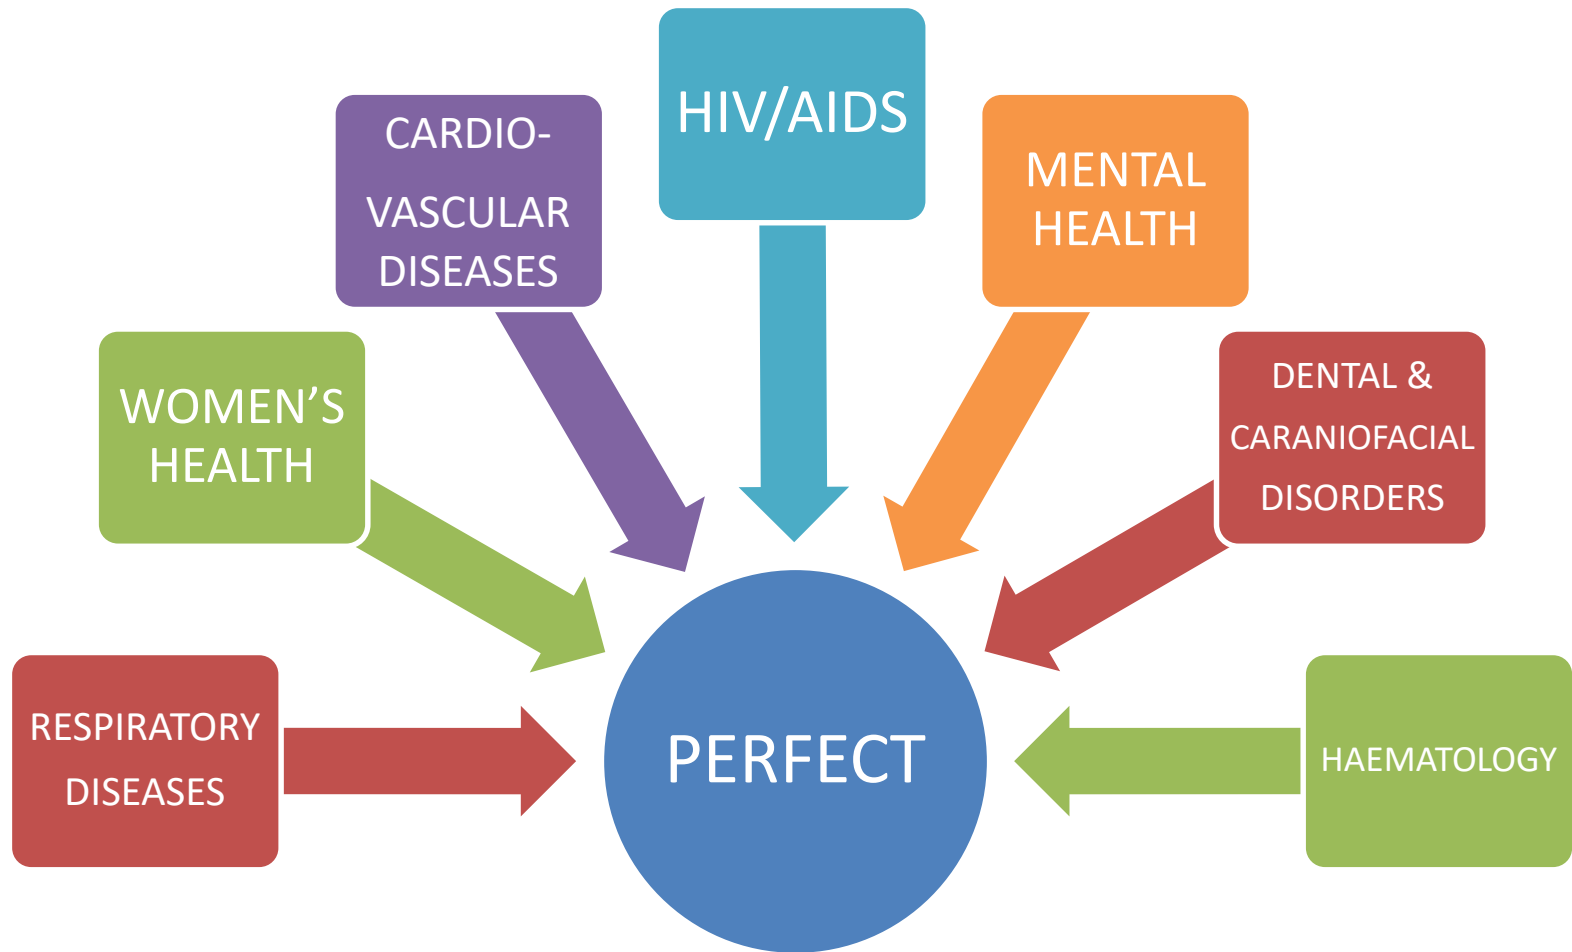 HIV/AIDS
CARDIO-
VASCULAR
DISEASES
MENTAL
HEALTH
WOMEN’S
HEALTH
DENTAL &
CARANIOFACIAL
DISORDERS
RESPIRATORY
DISEASES
PERFECT
HAEMATOLOGY